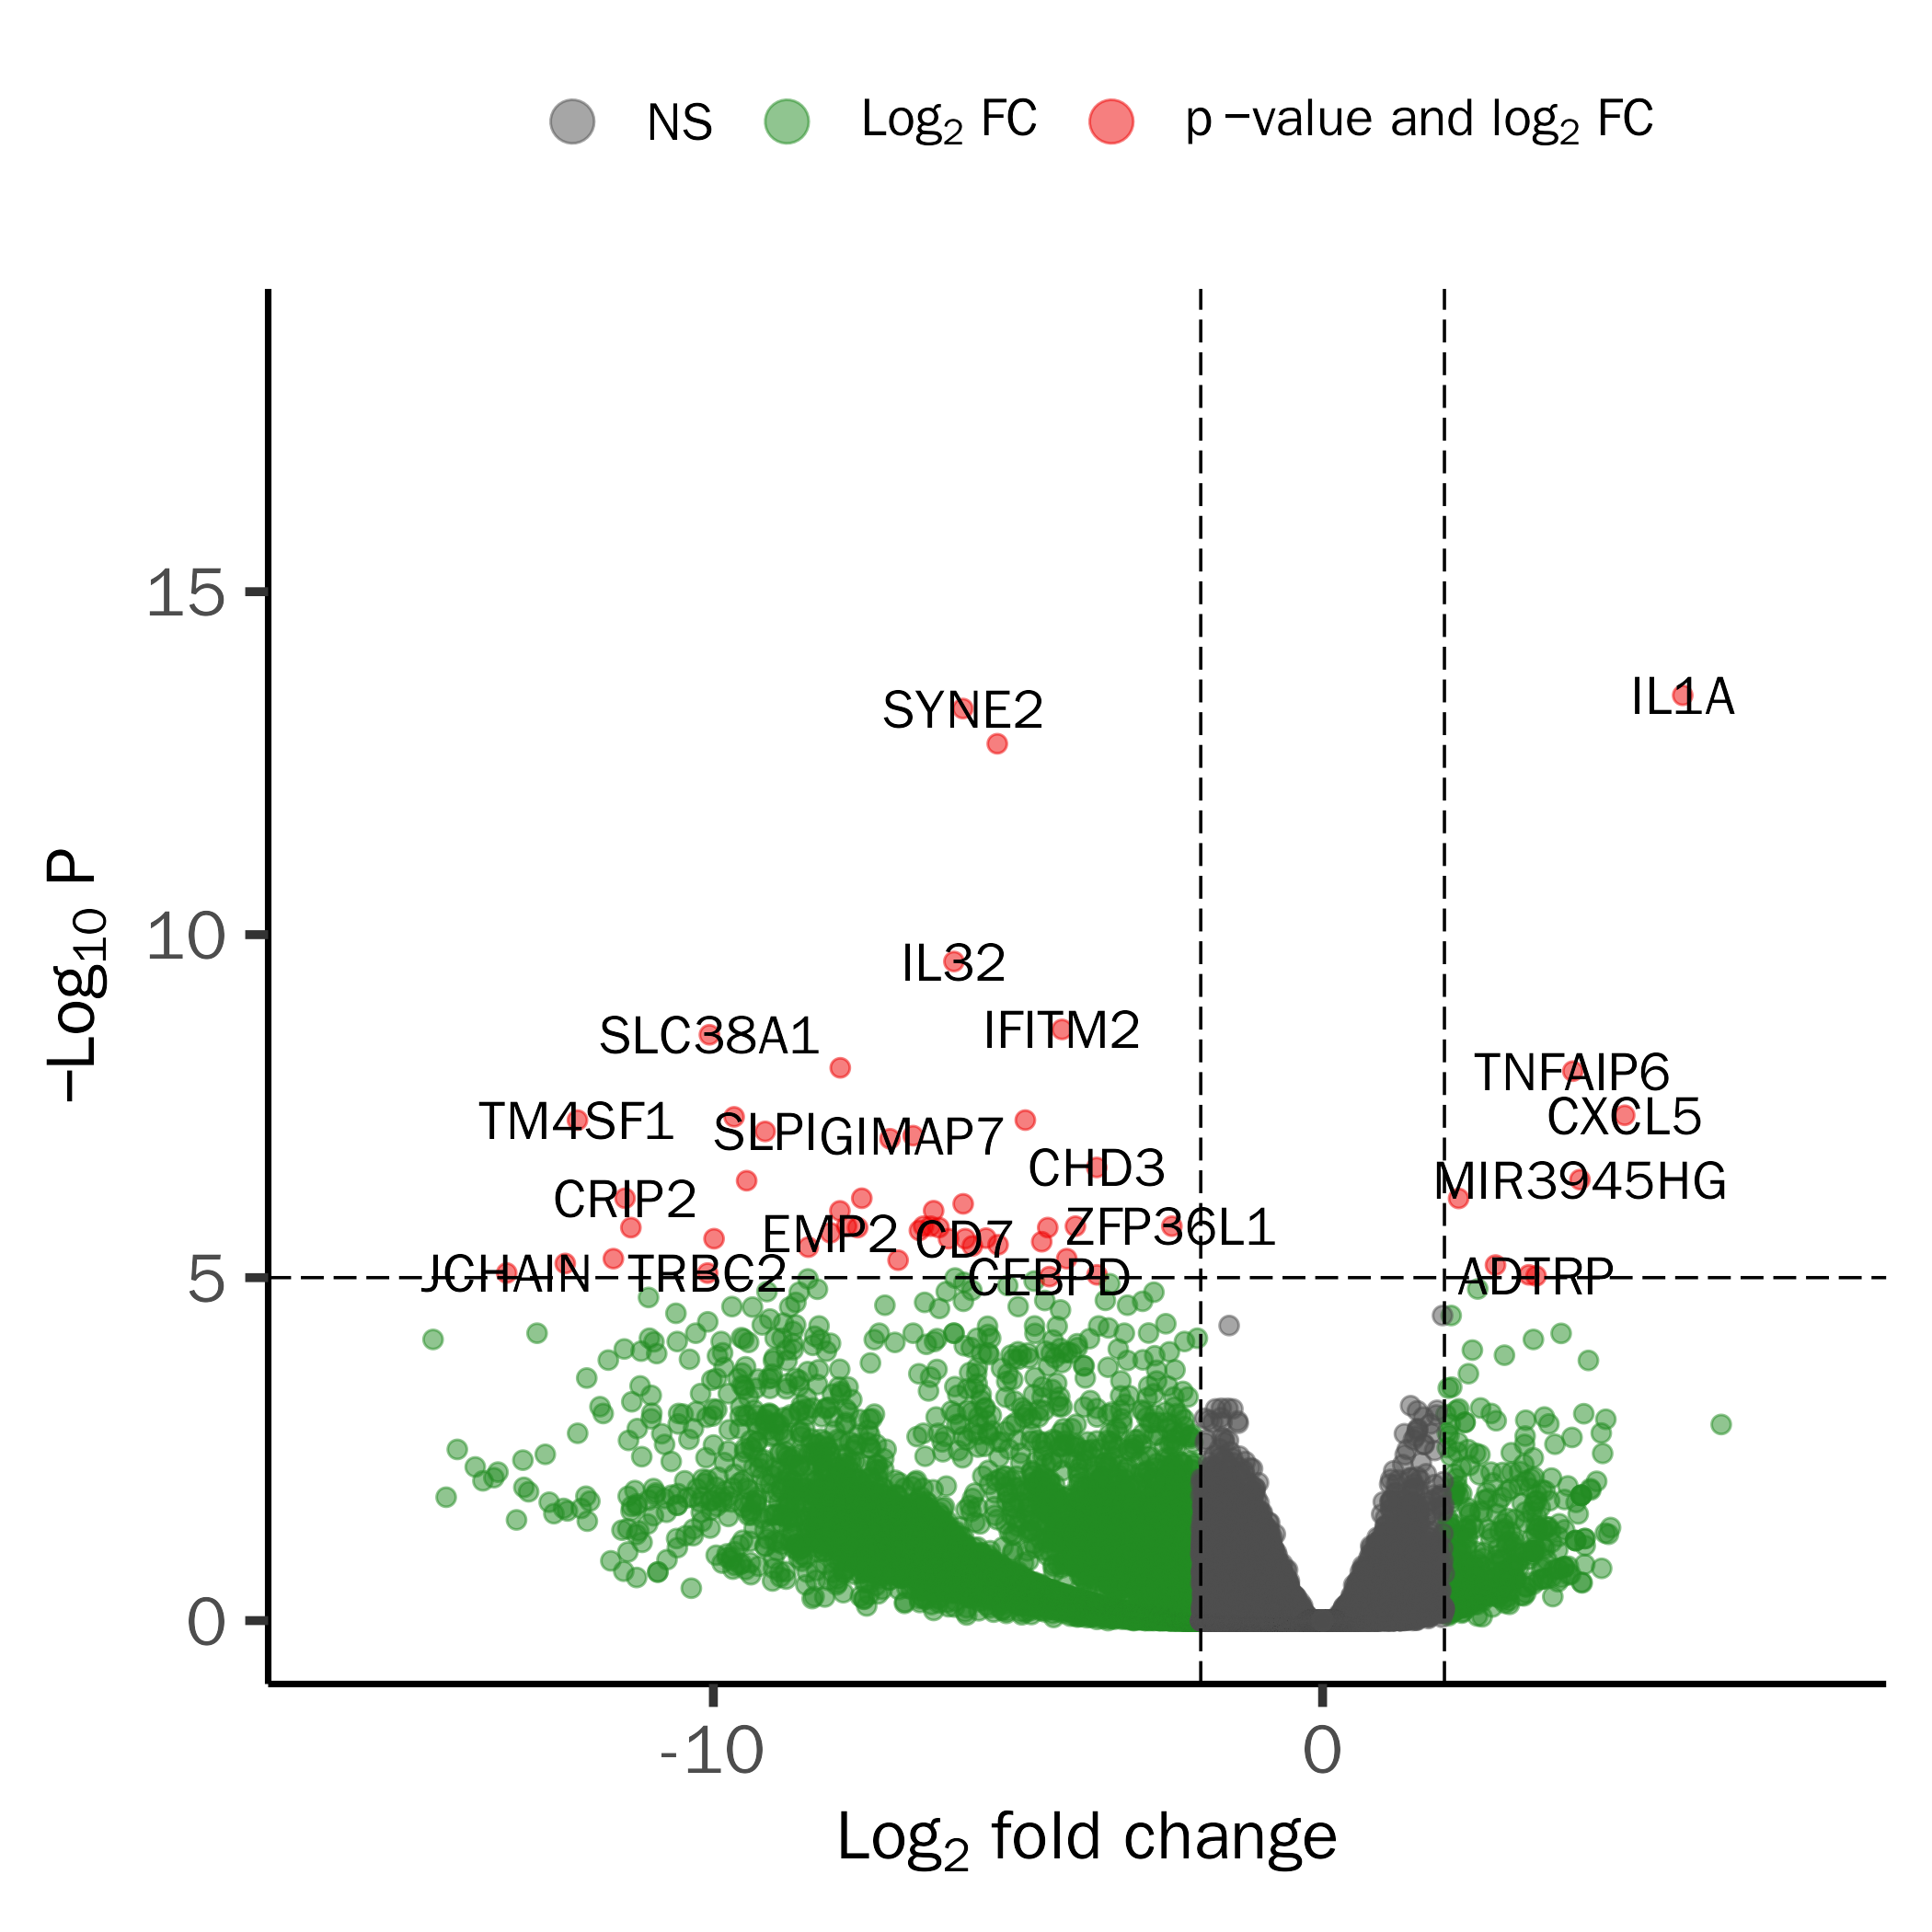 NS Log2 FC p −value and log2 FC
15
SYNE2 IL1A
10
IL32
SLC38A1 IFITM2
TNFAIP6
TM4SF1 CXCL5
SLPI GIMAP7
CHD3
MIR3945HG
CRIP2
ZFP36L1
EMP2 CD7
5 JCHAIN TRBC2 CEBPD ADTRP
0
−Log10 P
-10 0
Log2 fold change